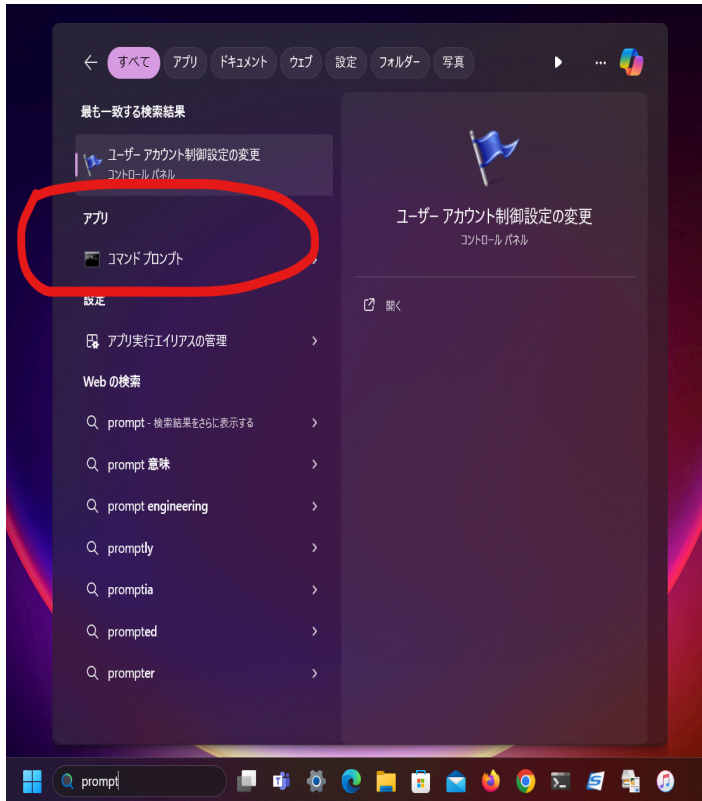 すべて アプリ ドキュメント ウェブ 設定 フォルダー 写真
最も一致する検索結果
ユーザー アカウント制御設定の変更
コントロール パネル
アプリ
コマンド プロンプト
設定
アプリ実行エイリアスの管理
Web の検索
prompt - 検索結果をさらに表示する
prompt 意味
prompt engineering
promptly
promptia
prompted
prompter
ユーザー アカウント制御設定の変更
コントロール パネル
開く
prompt